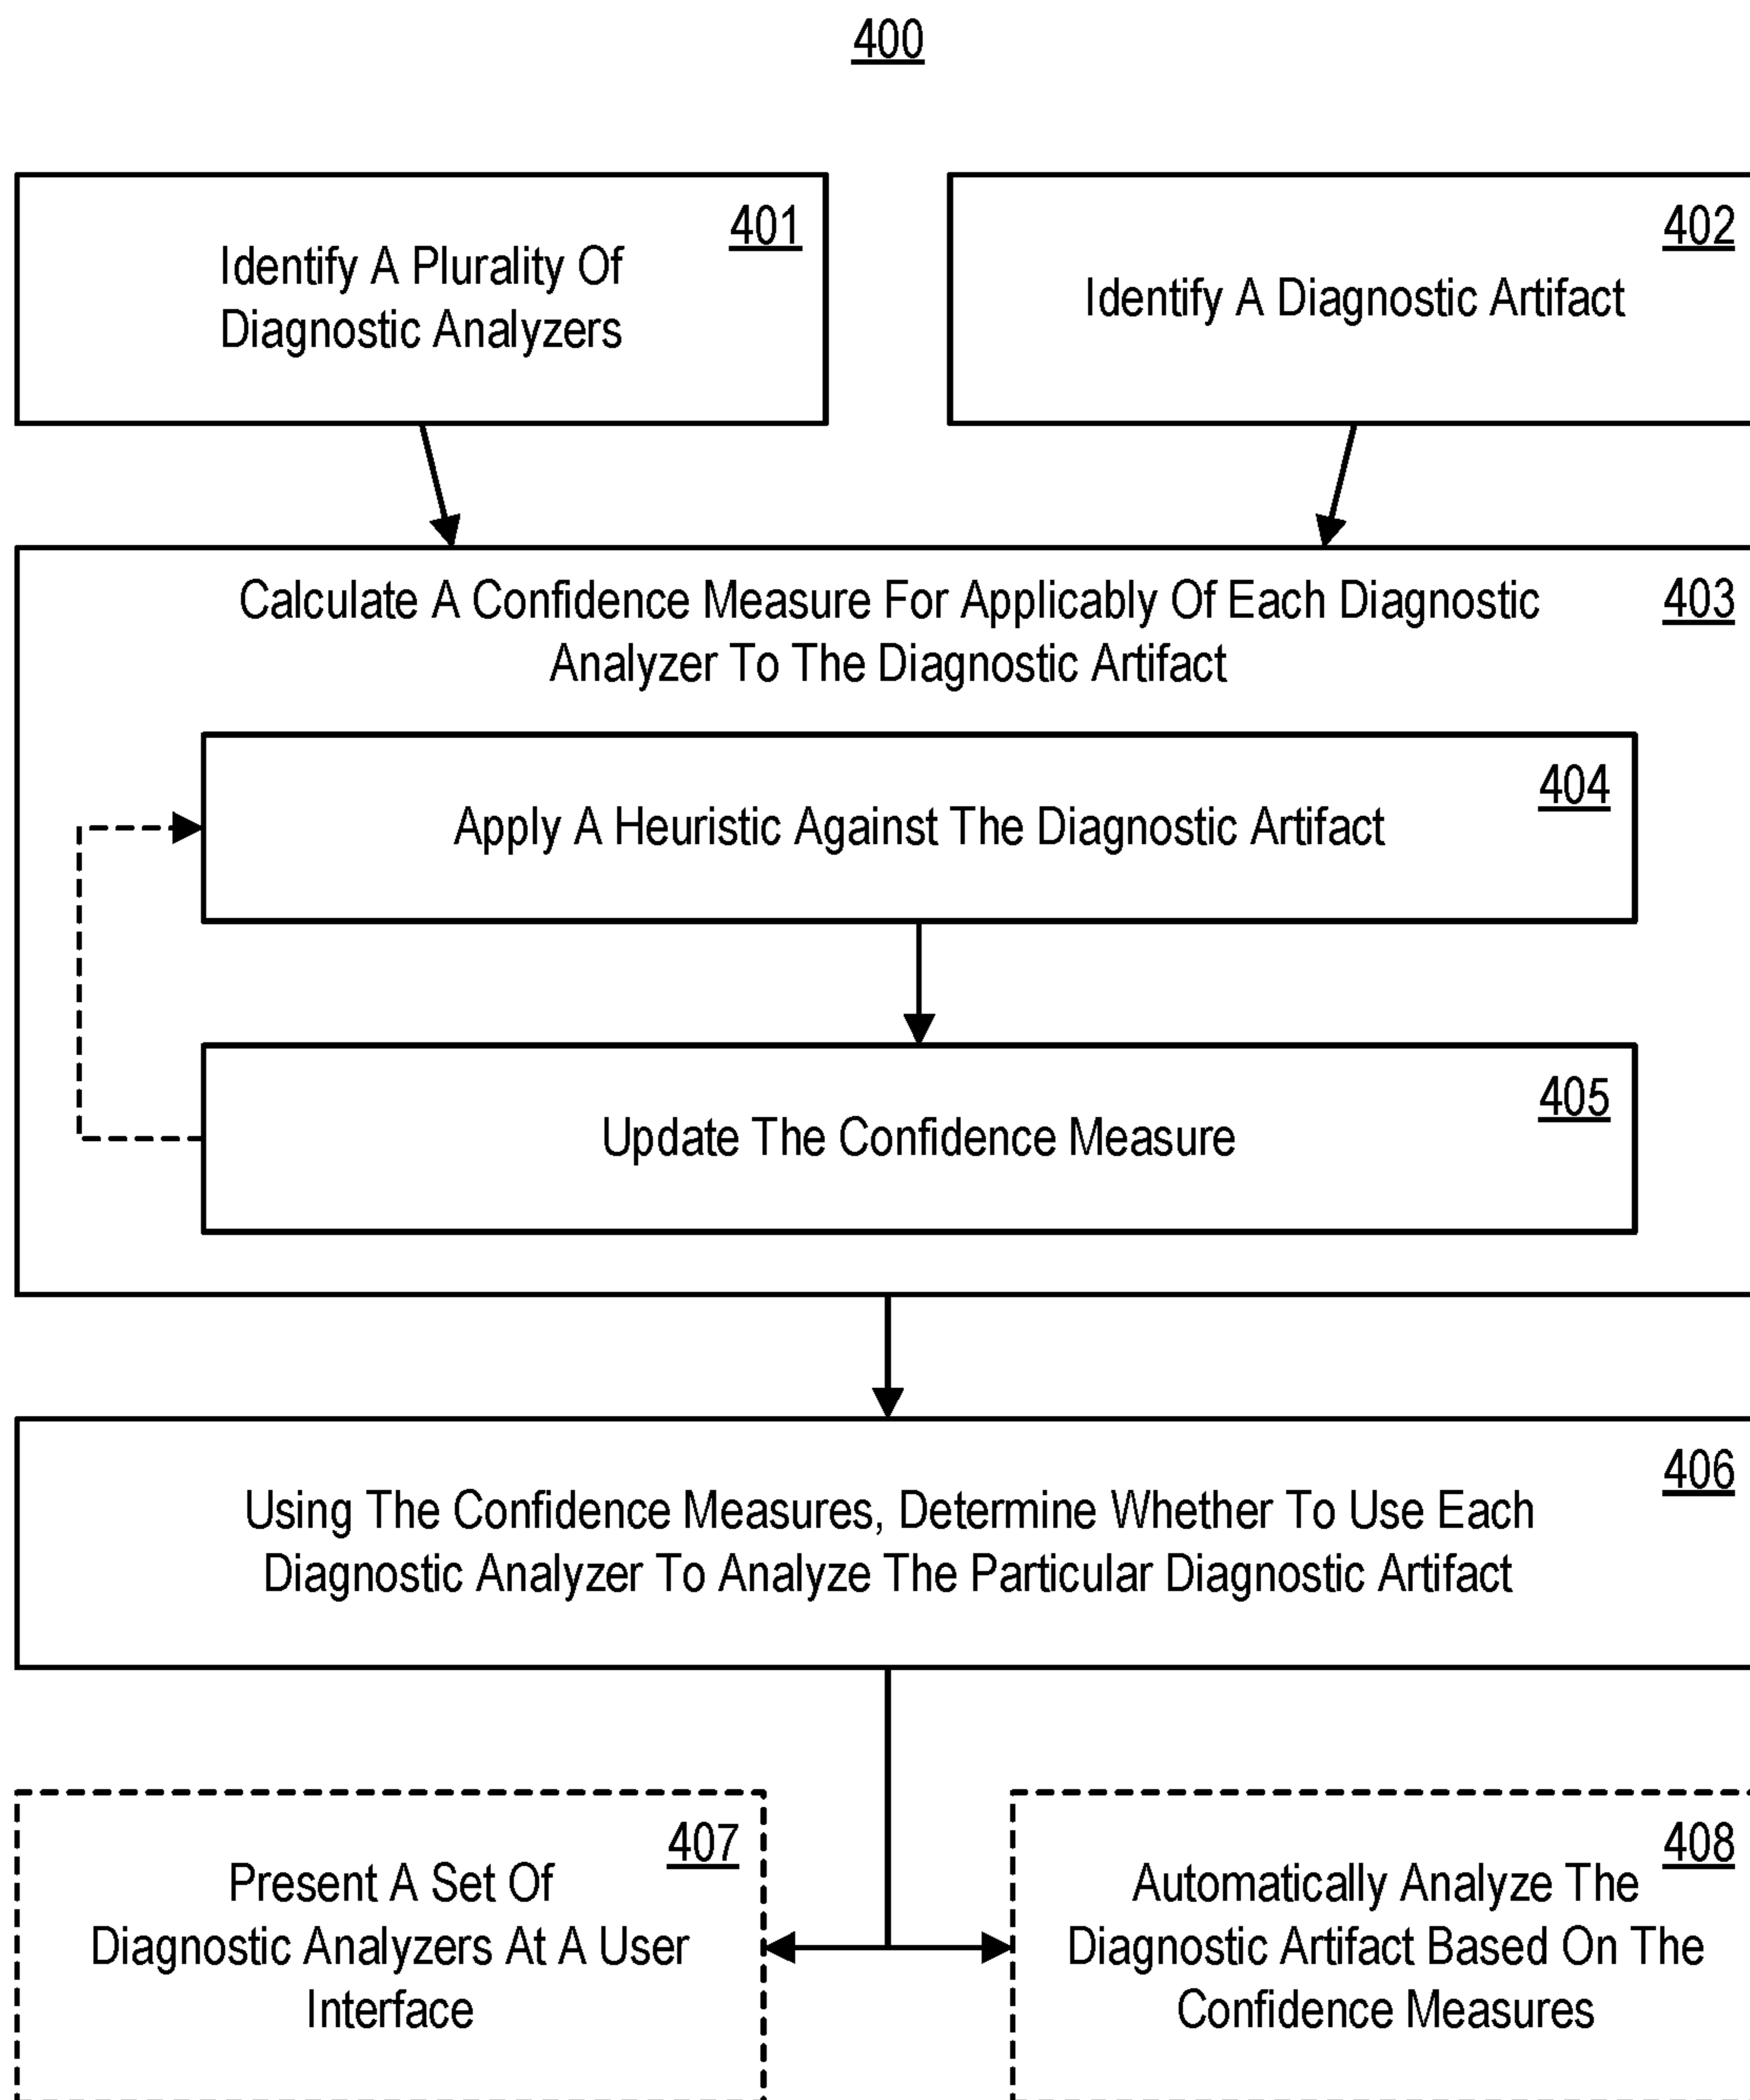 400
401
Identify A Plurality Of
Diagnostic Analyzers
402
Identify A Diagnostic Artifact
Calculate A Confidence Measure For Applicably Of Each Diagnostic
403
Analyzer To The Diagnostic Artifact
404
Apply A Heuristic Against The Diagnostic Artifact
405
Update The Confidence Measure
406
Using The Confidence Measures, Determine Whether To Use Each
Diagnostic Analyzer To Analyze The Particular Diagnostic Artifact
407
Present A Set Of
Diagnostic Analyzers At A User
Interface
408
Automatically Analyze The
Diagnostic Artifact Based On The
Confidence Measures